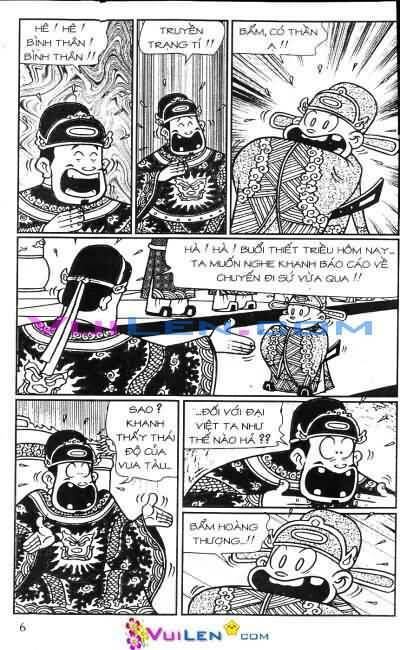 HÊ! HÊ!
BÌNH THÂN!
BÌNH THÂN!!
TRUYỀN
TRẠNG TÍ!!
BẨM, CÓ THẦN
Ạ!!
HÀ! HÀ! BUỔI THIẾT TRIỀU HÔM NAY...
TA MUỐN NGHE KHANH BÁO CÁO VỀ
CHUYẾN ĐI SỨ VỪA QUA!!
VUILEN.COM
SAO?
KHANH
THẤY THÁI
ĐỘ CỦA
VUA TÀU...
...ĐỐI VỚI ĐẠI
VIỆT TA NHƯ
THẾ NÀO HẢ??
BẨM HOÀNG
THƯỢNG...!!
6
VUILEN.COM